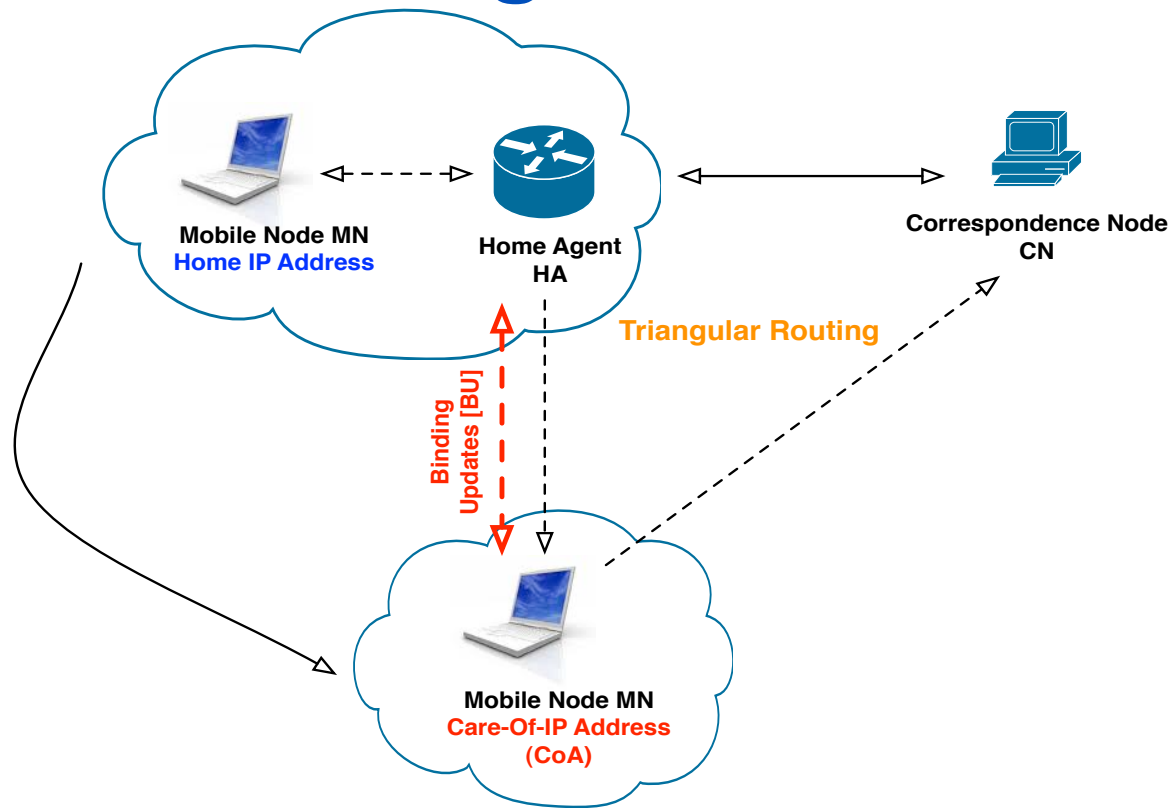 Mobile Node MN
Home IP Address
Home Agent
HA
Correspondence Node
CN
Triangular Routing
Binding
Updates [BU]
Mobile Node MN
Care-Of-IP Address
(CoA)